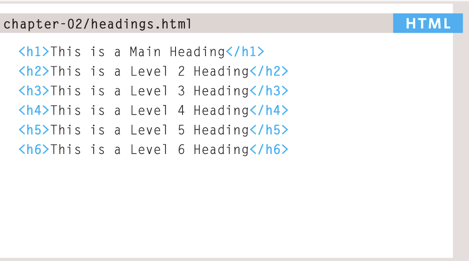 chapter-02/headings.html HTML
<h1>This is a Main Heading</h1>
<h2>This is a Level 2 Heading</h2>
<h3>This is a Level 3 Heading</h3>
<h4>This is a Level 4 Heading</h4>
<h5>This is a Level 5 Heading</h5>
<h6>This is a Level 6 Heading</h6>